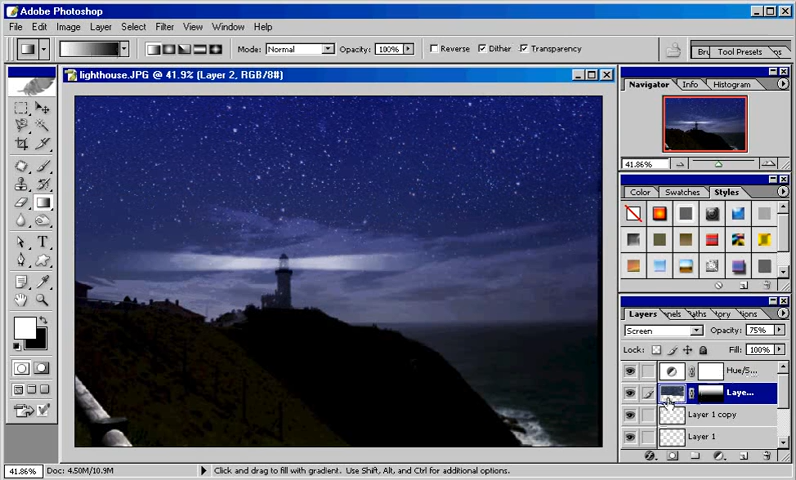 Adobe Photoshop
File Edit Image Layer Select Filter View Window Help
Mode: Normal Opacity: 100% Reverse Dither Transparency
Tool Presets
lighthouse.JPG @ 41.9% (Layer 2, RGB/8#)
Navigator Info Histogram
41.86%
Color Swatches Styles
Layers
Screen Opacity: 75%
Lock: Fill: 100%
Hue/S...
Laye...
Layer 1 copy
Layer 1
41.86% Doc: 4.50M/10.9M Click and drag to fill with gradient. Use Shift, Alt, and Ctrl for additional options.